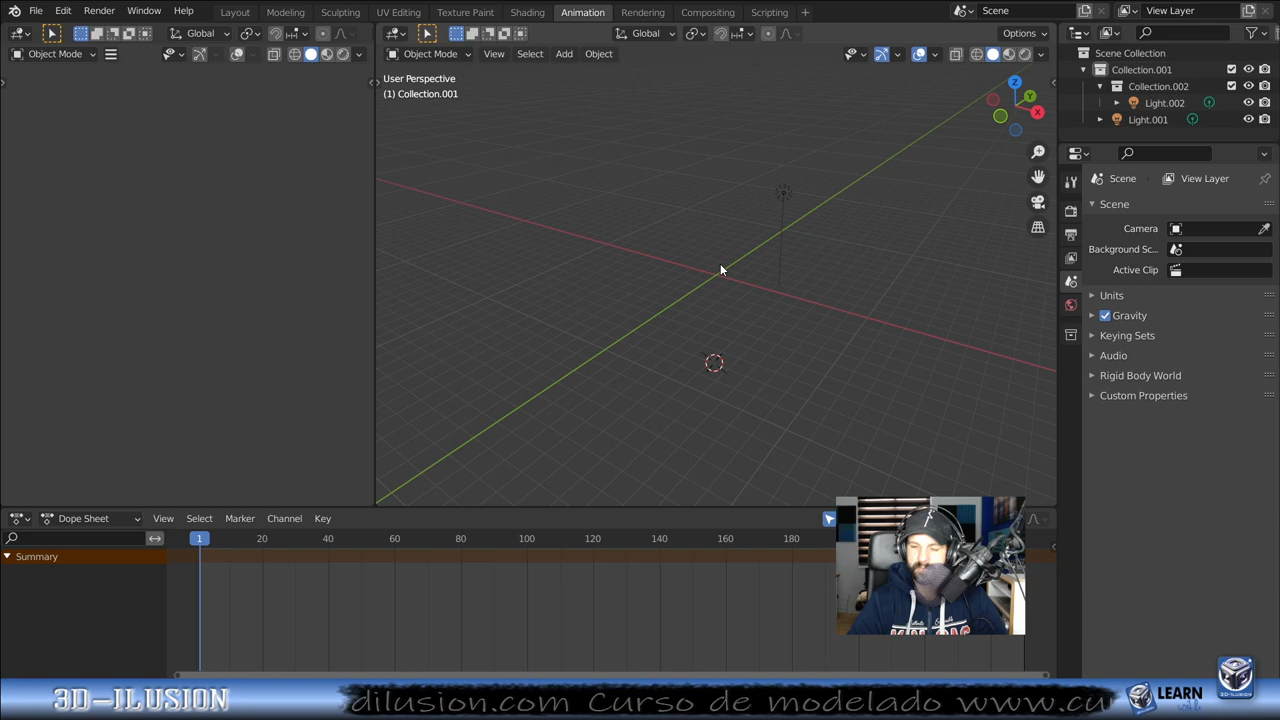 File Edit Render Window Help Layout Modeling Sculpting UV Editing Texture Paint Shading Animation Rendering Compositing Scripting + Scene View Layer
Global Global Options
Object Mode Object Mode View Select Add Object
User Perspective
(1) Collection.001
Z
Y
X
Scene Collection
Collection.001
Collection.002
Light.002
Light.001
Scene View Layer
Scene
Camera
Background Sc...
Active Clip
Units
Gravity
Keying Sets
Audio
Rigid Body World
Custom Properties
Dope Sheet View Select Marker Channel Key
1 20 40 60 80 100 120 140 160 180
Summary
3D-ILUSION
dilusion.com Curso de modelado www.cu
LEARN
3D-ILUSION